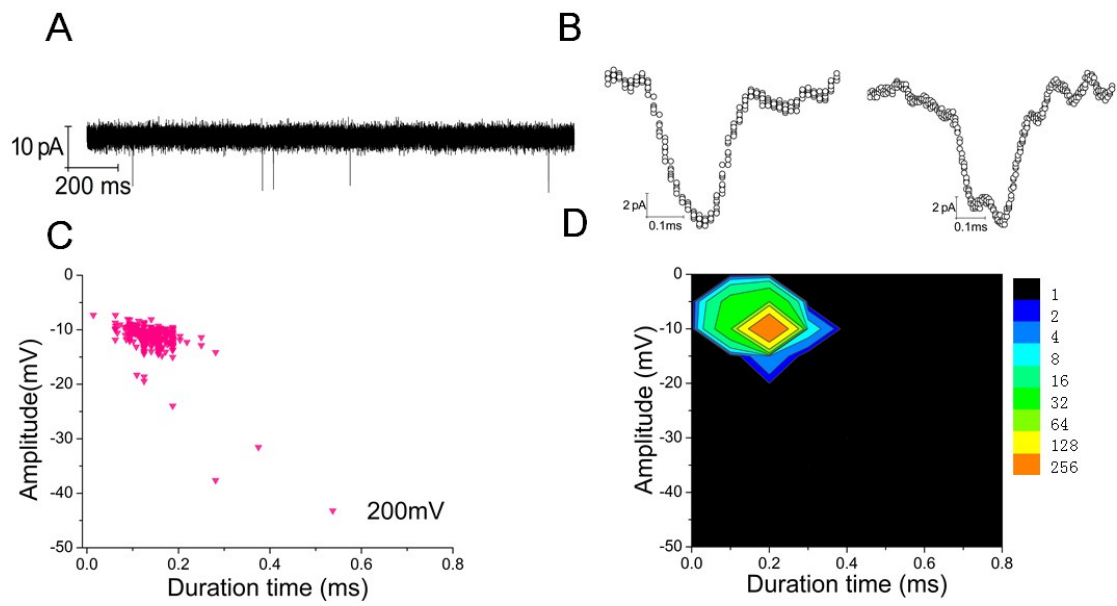 A
10 pA
200 ms
B
2 pA
0.1ms
2 pA
0.1ms
C
0
-10
-20
-30
-40
-50
Amplitude(mV)
200mV
0.0 0.2 0.4 0.6 0.8
Duration time (ms)
D
0
-10
-20
-30
-40
-50
Amplitude (mV)
0.0 0.2 0.4 0.6 0.8
Duration time (ms)
1
2
4
8
16
32
64
128
256